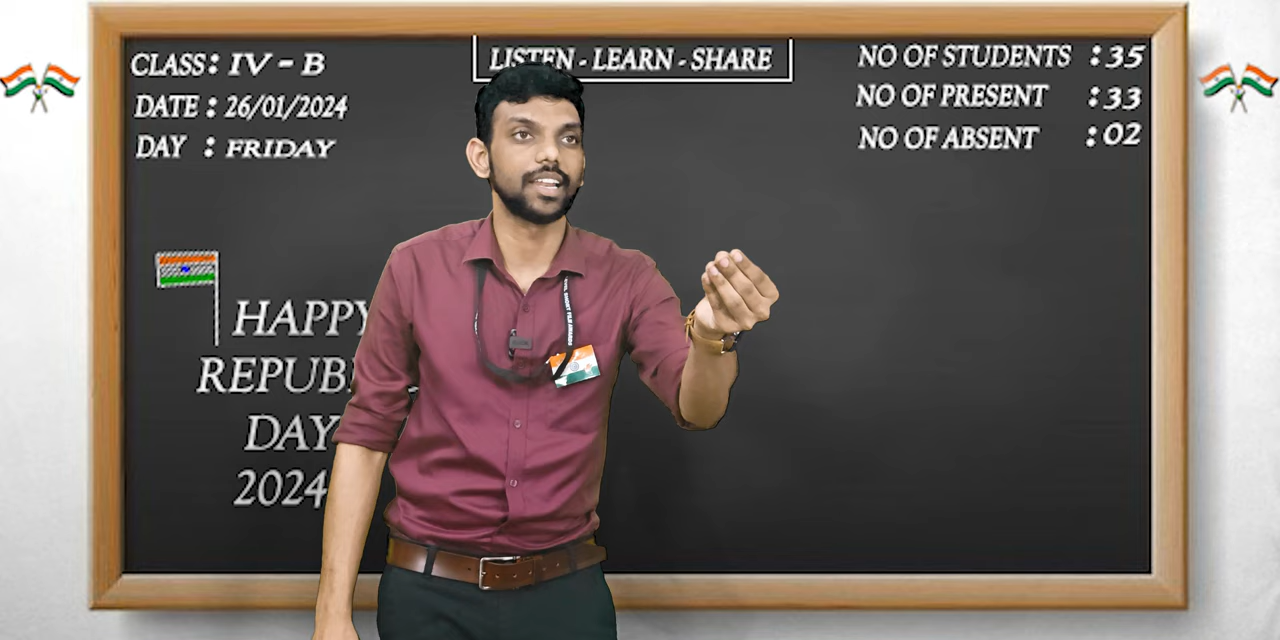 CLASS : IV - B
DATE : 26/01/2024
DAY : FRIDAY
LISTEN - LEARN - SHARE
NO OF STUDENTS : 35
NO OF PRESENT : 33
NO OF ABSENT : 02
HAPPY
REPUB
DAY
2024